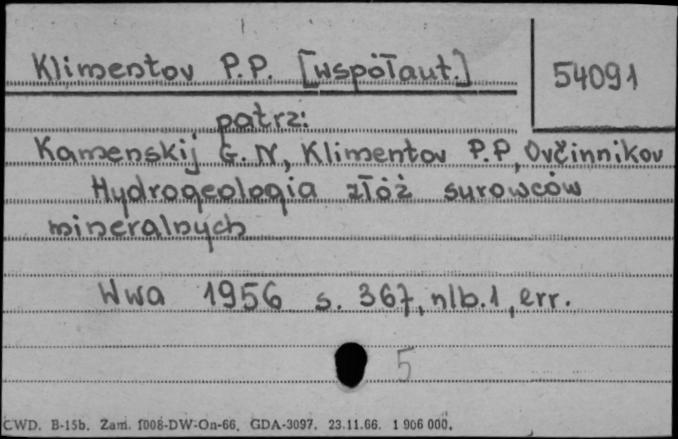 Klimentov P.P. [współaut.]
54091
patrz:
Kamenskij G.N, Klimentov P.P, Ovčinnikov
Hydrogeologia złóż surowców
mineralnych
Wwa 1956 s. 367, nlb.1, err.
5
CWD. B-15b. Zam. 1008-DW-On-66. GDA-3097. 23.11.66. 1 906 000.